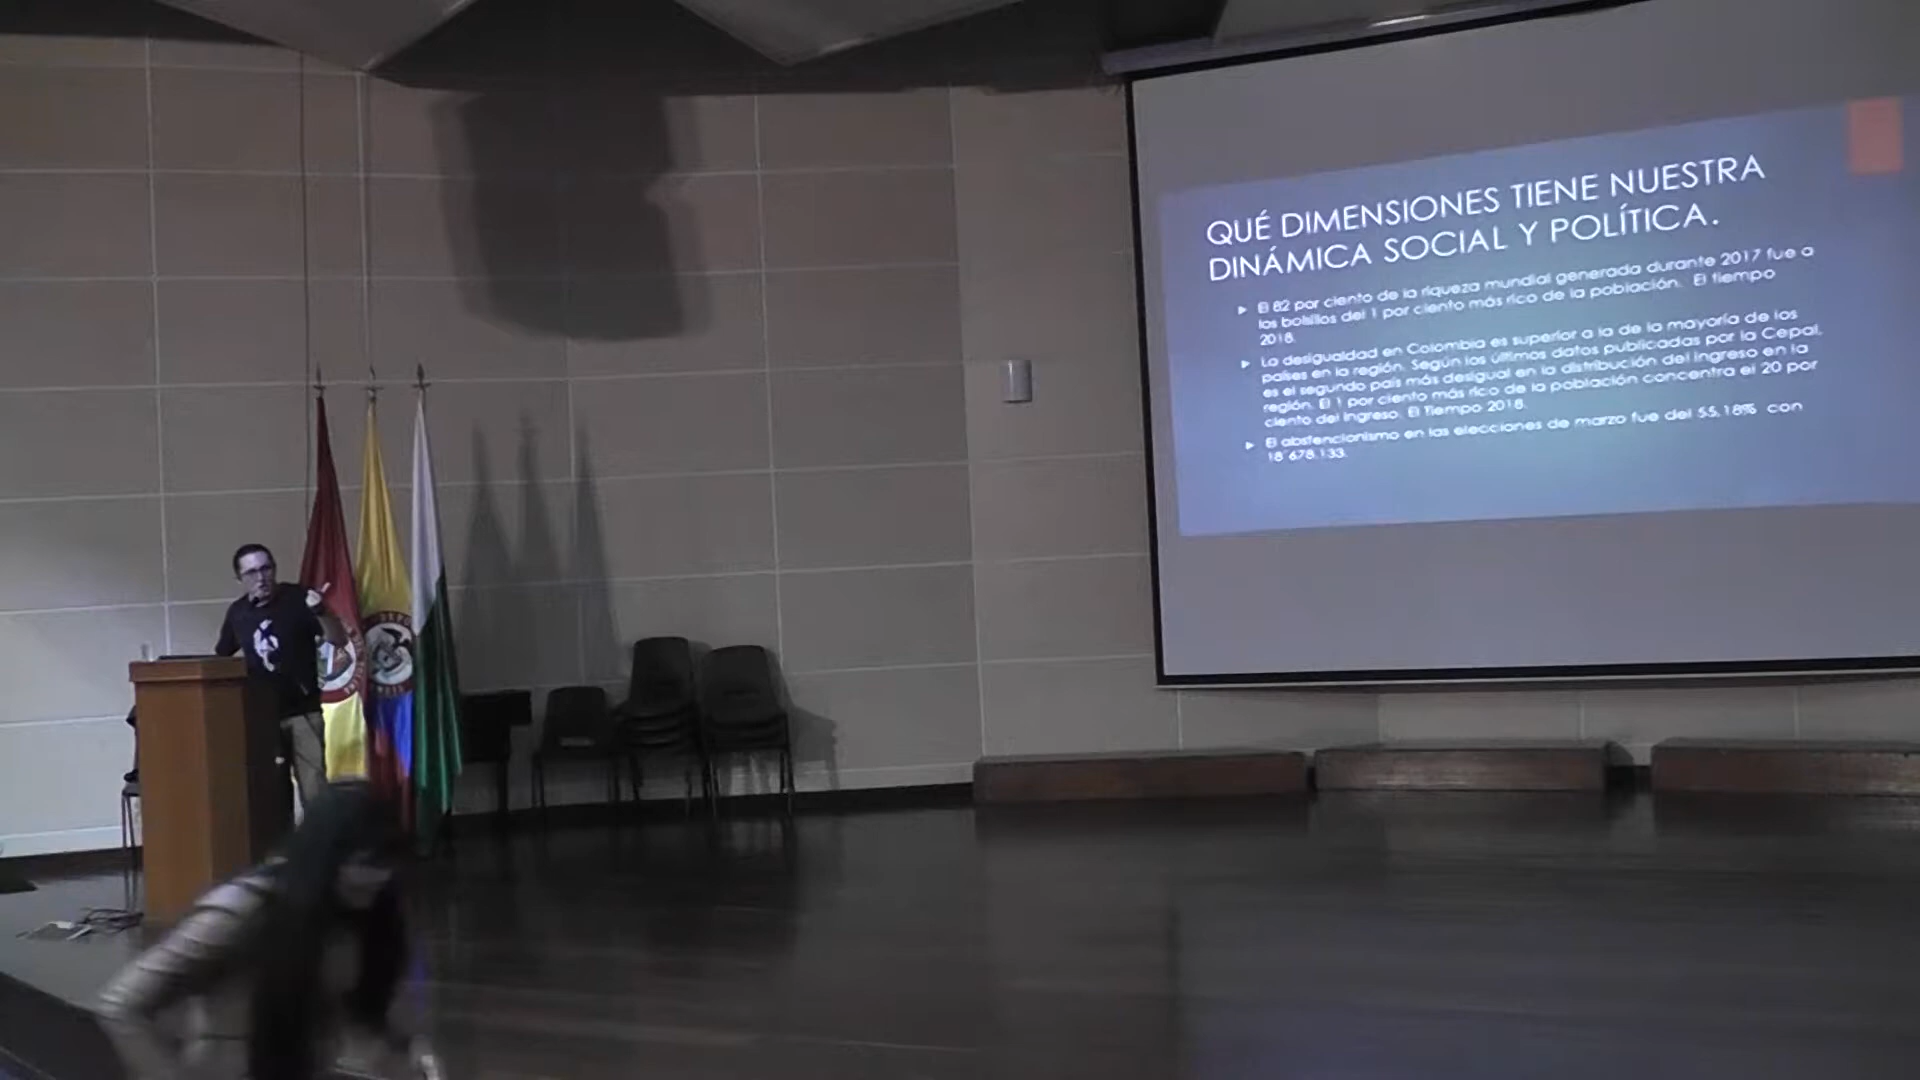 QUÉ DIMENSIONES TIENE NUESTRA
DINÁMICA SOCIAL Y POLÍTICA.
El 82 por ciento de la riqueza mundial generada durante 2017 fue a
los bolsillos del 1 por ciento más rico de la población. El tiempo
2018.
La desigualdad en Colombia es superior a la de la mayoría de los
países en la región. Según los últimos datos publicadas por la Cepal,
es el segundo país más desigual en la distribución del ingreso en la
región. El 1 por ciento más rico de la población concentra el 20 por
ciento del ingreso. El Tiempo 2018.
El abstencionismo en las elecciones de marzo fue del 55,18% con
18´678.133.